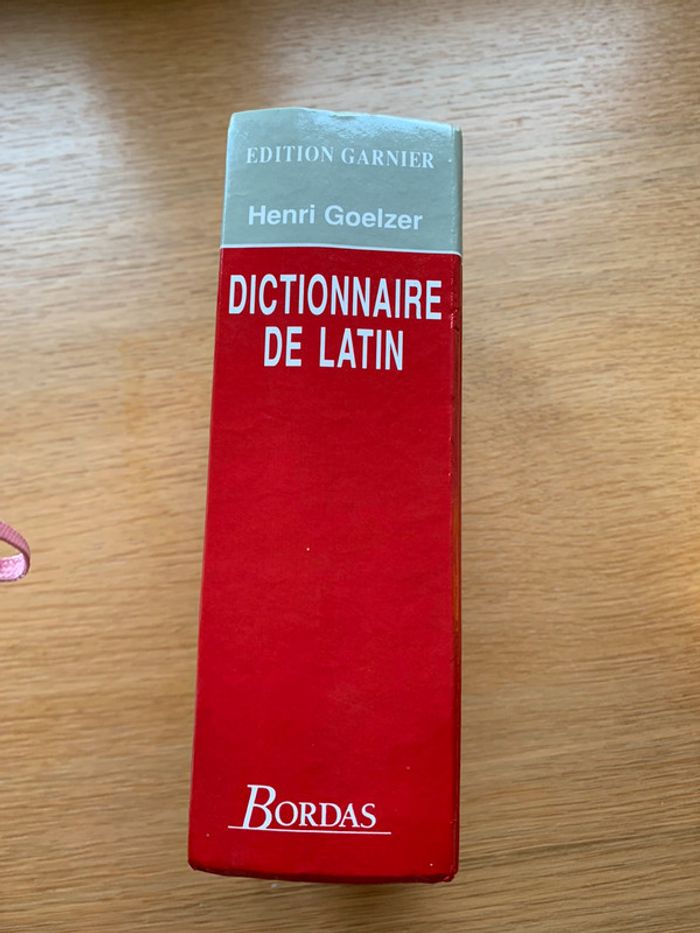 EDITION GARNIER
Henri Goelzer
DICTIONNAIRE
DE LATIN
BORDAS